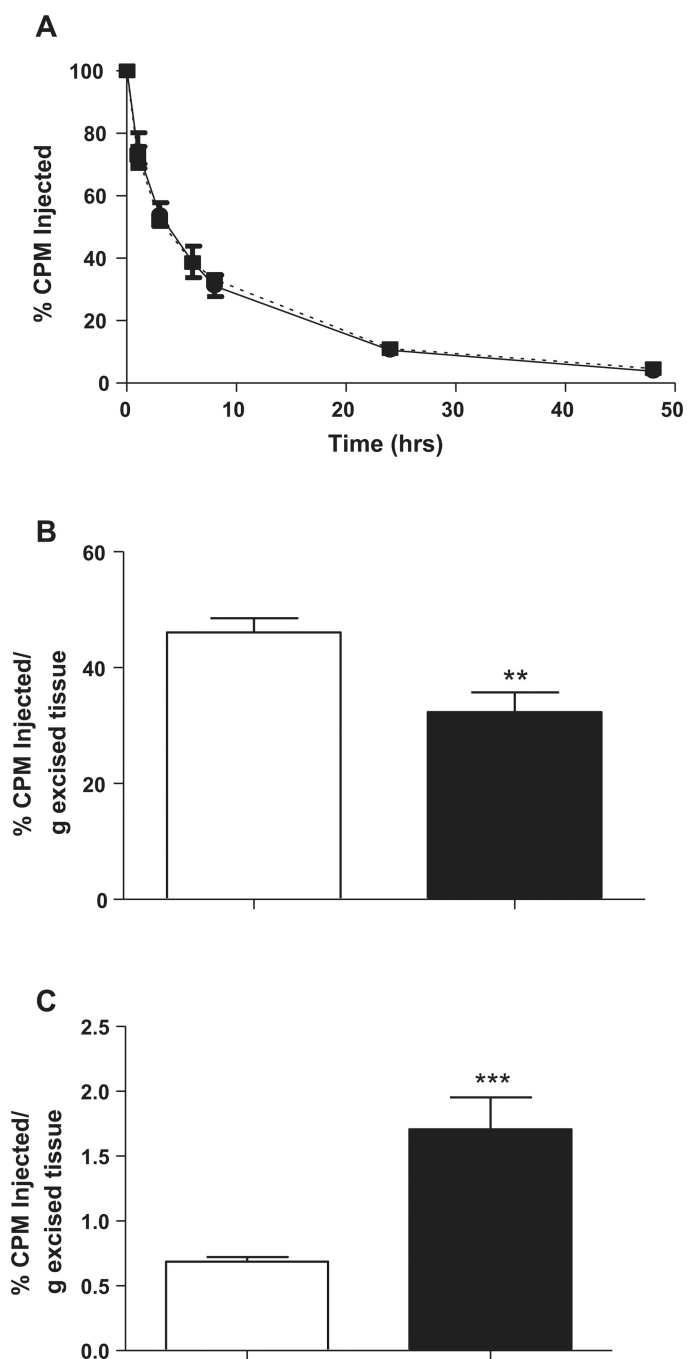 A
100
80
60
40
20
0
% CPM Injected
0 10 20 30 40 50
Time (hrs)
B
60
40
20
0
% CPM Injected/
g excised tissue
**
C
2.5
2.0
1.5
1.0
0.5
0.0
% CPM Injected/
g excised tissue
***